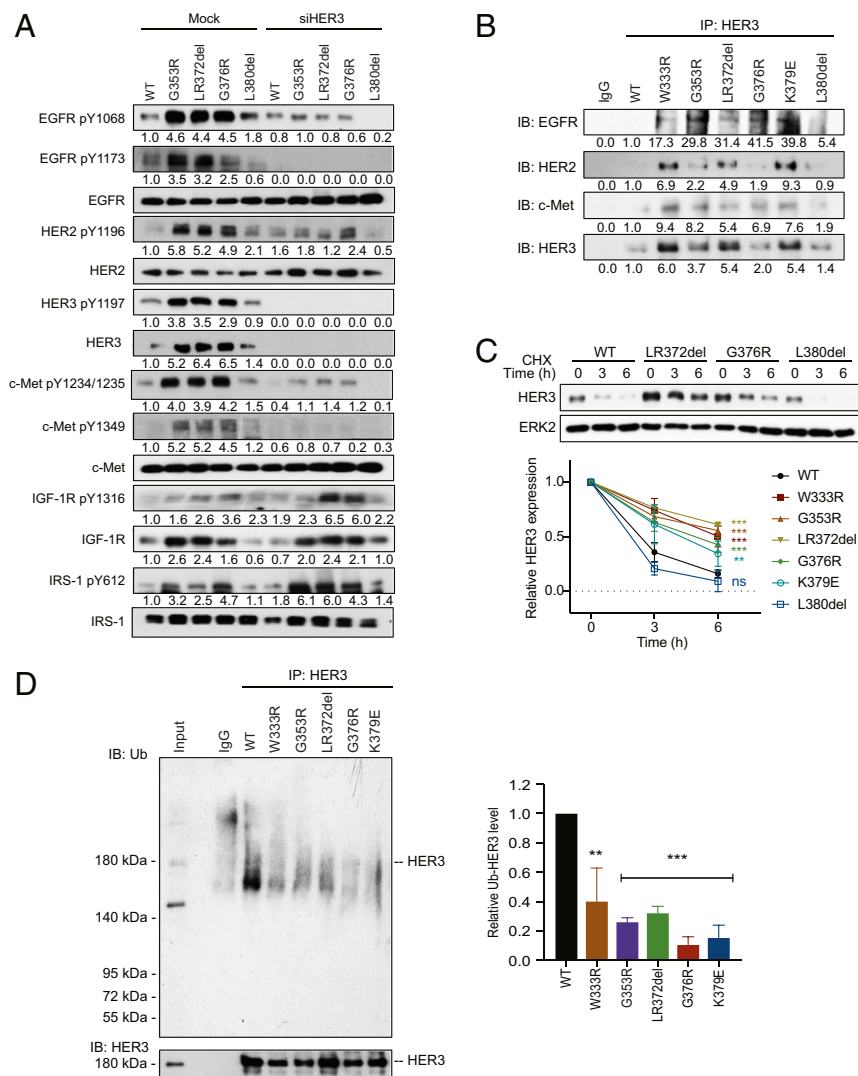 A
Mock siHER3
WT G353R LR372del G376R L380del WT G353R LR372del G376R L380del
EGFR pY1068
1.0 4.6 4.4 4.5 1.8 0.8 1.0 0.8 0.6 0.2
EGFR pY1173
1.0 3.5 3.2 2.5 0.6 0.0 0.0 0.0 0.0 0.0
EGFR
HER2 pY1196
1.0 5.8 5.2 4.9 2.1 1.6 1.8 1.2 2.4 0.5
HER2
HER3 pY1197
1.0 3.8 3.5 2.9 0.9 0.0 0.0 0.0 0.0 0.0
HER3
1.0 5.2 6.4 6.5 1.4 0.0 0.0 0.0 0.0 0.0
c-Met pY1234/1235
1.0 4.0 3.9 4.2 1.5 0.4 1.1 1.4 1.2 0.1
c-Met pY1349
1.0 5.2 5.2 4.5 1.2 0.6 0.8 0.7 0.2 0.3
c-Met
IGF-1R pY1316
1.0 1.6 2.6 3.6 2.3 1.9 2.3 6.5 6.0 2.2
IGF-1R
1.0 2.6 2.4 1.6 0.6 0.7 2.0 2.4 2.1 1.0
IRS-1 pY612
1.0 3.2 2.5 4.7 1.1 1.8 6.1 6.0 4.3 1.4
IRS-1
B
IP: HER3
IgG WT W333R G353R LR372del G376R K379E L380del
IB: EGFR
0.0 1.0 17.3 29.8 31.4 41.5 39.8 5.4
IB: HER2
0.0 1.0 6.9 2.2 4.9 1.9 9.3 0.9
IB: c-Met
0.0 1.0 9.4 8.2 5.4 6.9 7.6 1.9
IB: HER3
0.0 1.0 6.0 3.7 5.4 2.0 5.4 1.4
C
CHX WT LR372del G376R L380del
Time (h) 0 3 6 0 3 6 0 3 6 0 3 6
HER3
ERK2
Relative HER3 expression
1.0
0.5
0.0
***
***
***
***
**
ns
0 3 6
Time (h)
WT
W333R
G353R
LR372del
G376R
K379E
L380del
D
IP: HER3
Input IgG WT W333R G353R LR372del G376R K379E
IB: Ub
180 kDa - -- HER3
140 kDa -
95 kDa -
72 kDa -
55 kDa -
IB: HER3
180 kDa - -- HER3
Relative Ub-HER3 level
1.2
1.0
0.8
0.6
0.4
0.2
0.0
**
***
WT W333R G353R LR372del G376R K379E